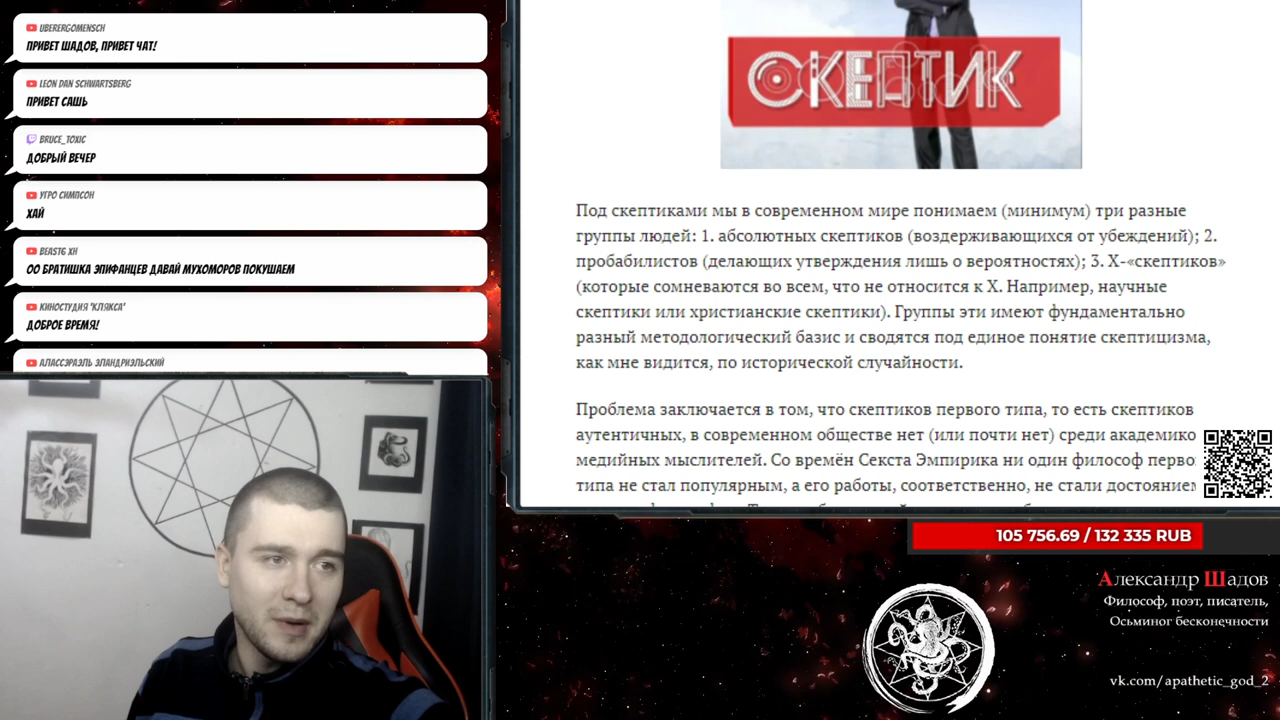 UBERERGOMENSCH
ПРИВЕТ ШАДОВ, ПРИВЕТ ЧАТ!
LEON DAN SCHWARTSBERG
ПРИВЕТ САШЬ
BRUCE_TOXIC
ДОБРЫЙ ВЕЧЕР
УГРО СИМПСОН
ХАЙ
BEAST6 XH
ОО БРАТИШКА ЭПИФАНЦЕВ ДАВАЙ МУХОМОРОВ ПОКУШАЕМ
КИНОСТУДИЯ "КЛЯКСА"
ДОБРОЕ ВРЕМЯ!
АЛАССЭРАЭЛЬ ЭЛАНДРИЭЛЬСКИЙ
СКЕПТИК
Под скептиками мы в современном мире понимаем (минимум) три разные
группы людей: 1. абсолютных скептиков (воздерживающихся от убеждений); 2.
пробабилистов (делающих утверждения лишь о вероятностях); 3. Х-«скептиков»
(которые сомневаются во всем, что не относится к Х. Например, научные
скептики или христианские скептики). Группы эти имеют фундаментально
разный методологический базис и сводятся под единое понятие скептицизма,
как мне видится, по исторической случайности.
Проблема заключается в том, что скептиков первого типа, то есть скептиков
аутентичных, в современном обществе нет (или почти нет) среди академико
медийных мыслителей. Со времён Секста Эмпирика ни один философ перво
типа не стал популярным, а его работы, соответственно, не стали достоянием
105 756.69 / 132 335 RUB
Александр Шадов
Философ, поэт, писатель,
Осьминог бесконечности
vk.com/apathetic_god_2